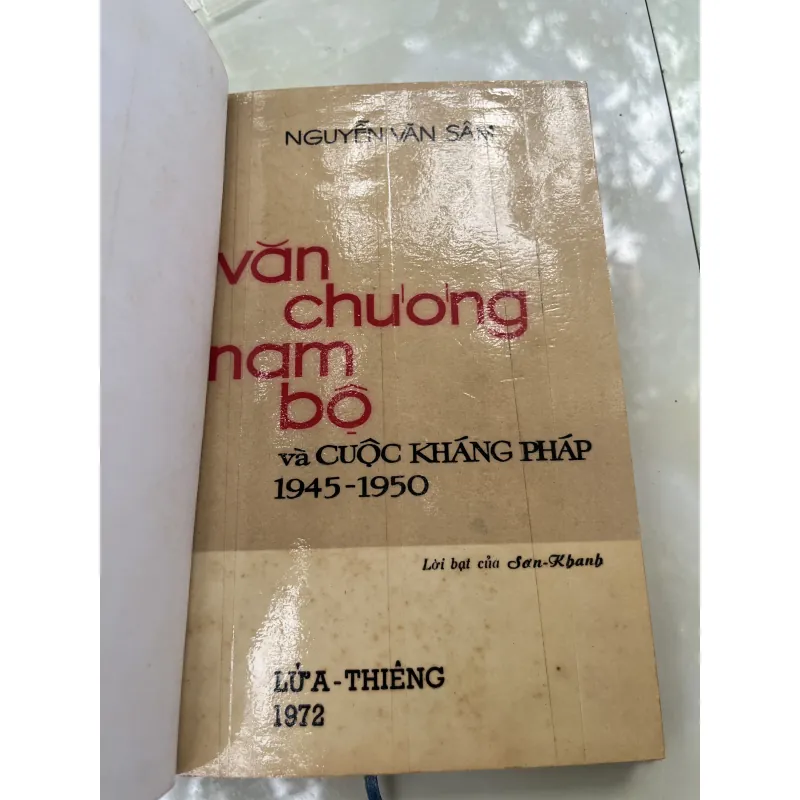 NGUYỄN VĂN SÂM
văn
chương
nam
bộ
và CUỘC KHÁNG PHÁP
1945-1950
Lời bạt của Sơn-Khanh
LỬA-THIÊNG
1972